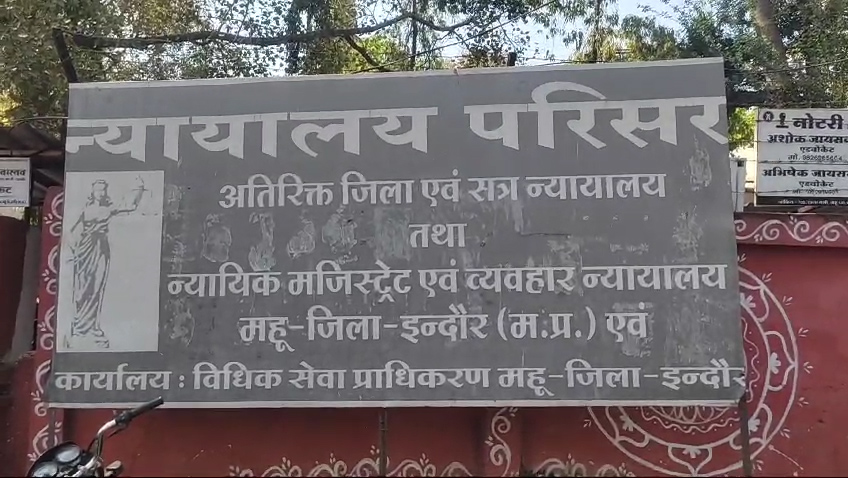 न्यायालय परिसर
अतिरिक्त जिला एवं सत्र न्यायालय
तथा
न्यायिक मजिस्ट्रेट एवं व्यवहार न्यायालय
महू-जिला-इन्दौर (म.प्र.) एवं
कार्यालय : विधिक सेवा प्राधिकरण महू-जिला-इन्दौर
नोटरी
अशोक जायसव
एडवोकेट
अभिषेक जायस
एडवोकेट